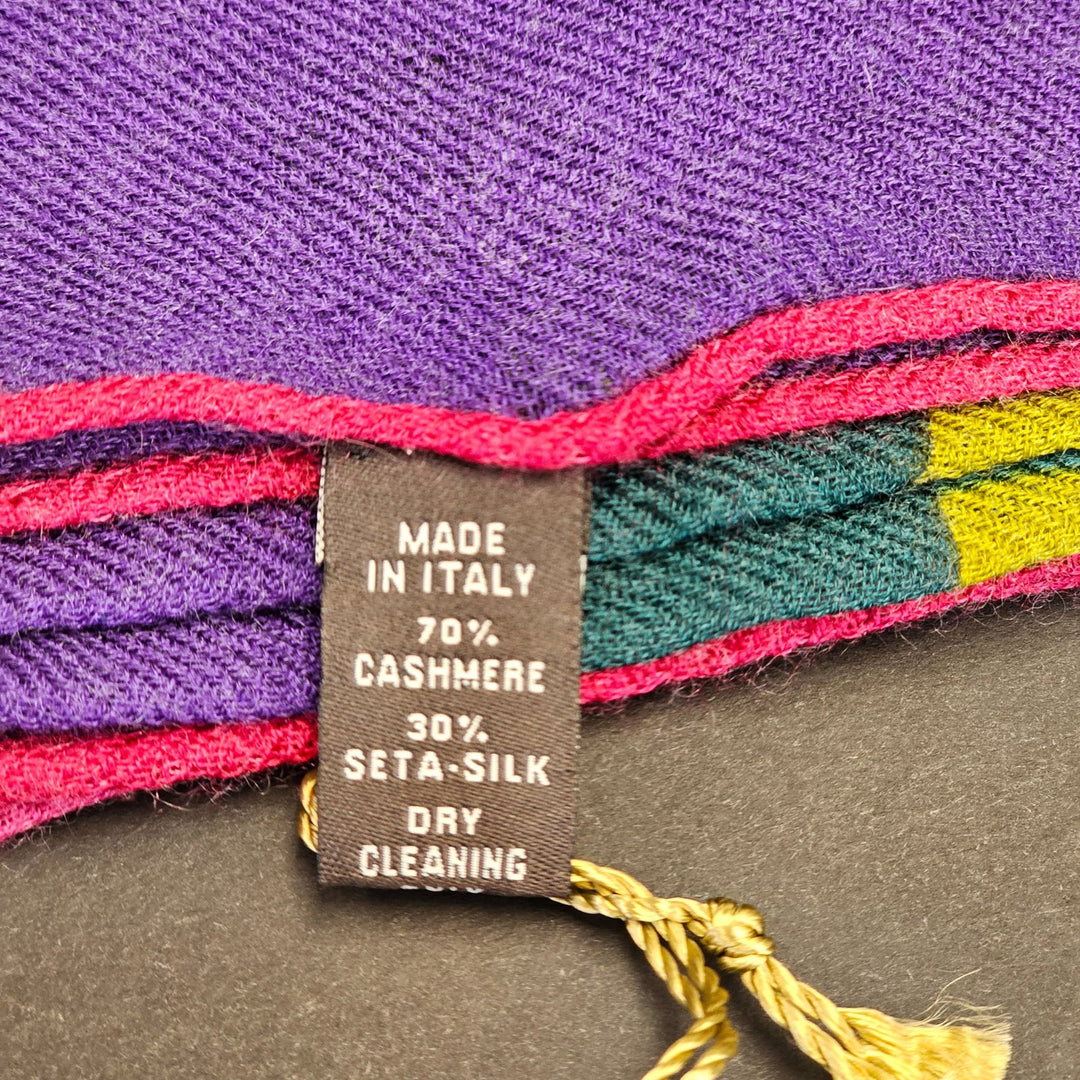 MADE
IN ITALY
70%
CASHMERE
30%
SETA-SILK
DRY
CLEANING